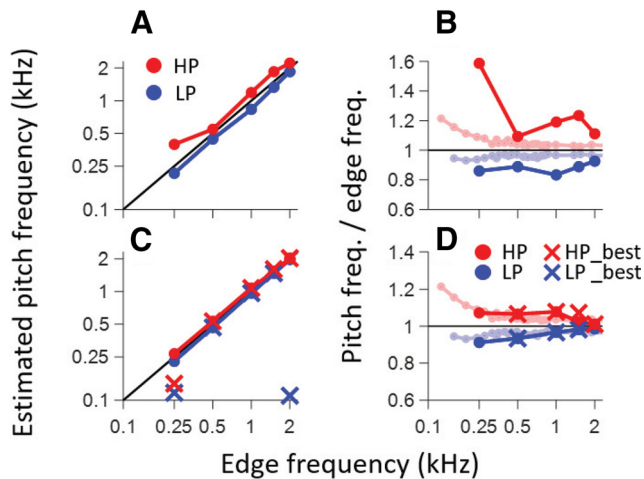 A
B
HP
LP
2
1
0.5
0.25
0.1
1.6
1.4
1.2
1
0.8
0.6
C
D
2
1
0.5
0.25
0.1
0.1 0.25 0.5 1 2
HP HP_best
LP LP_best
1.4
1.2
1
0.8
0.6
0.1 0.25 0.5 1 2
Estimated pitch frequency (kHz)
Pitch freq. / edge freq.
Edge frequency (kHz)